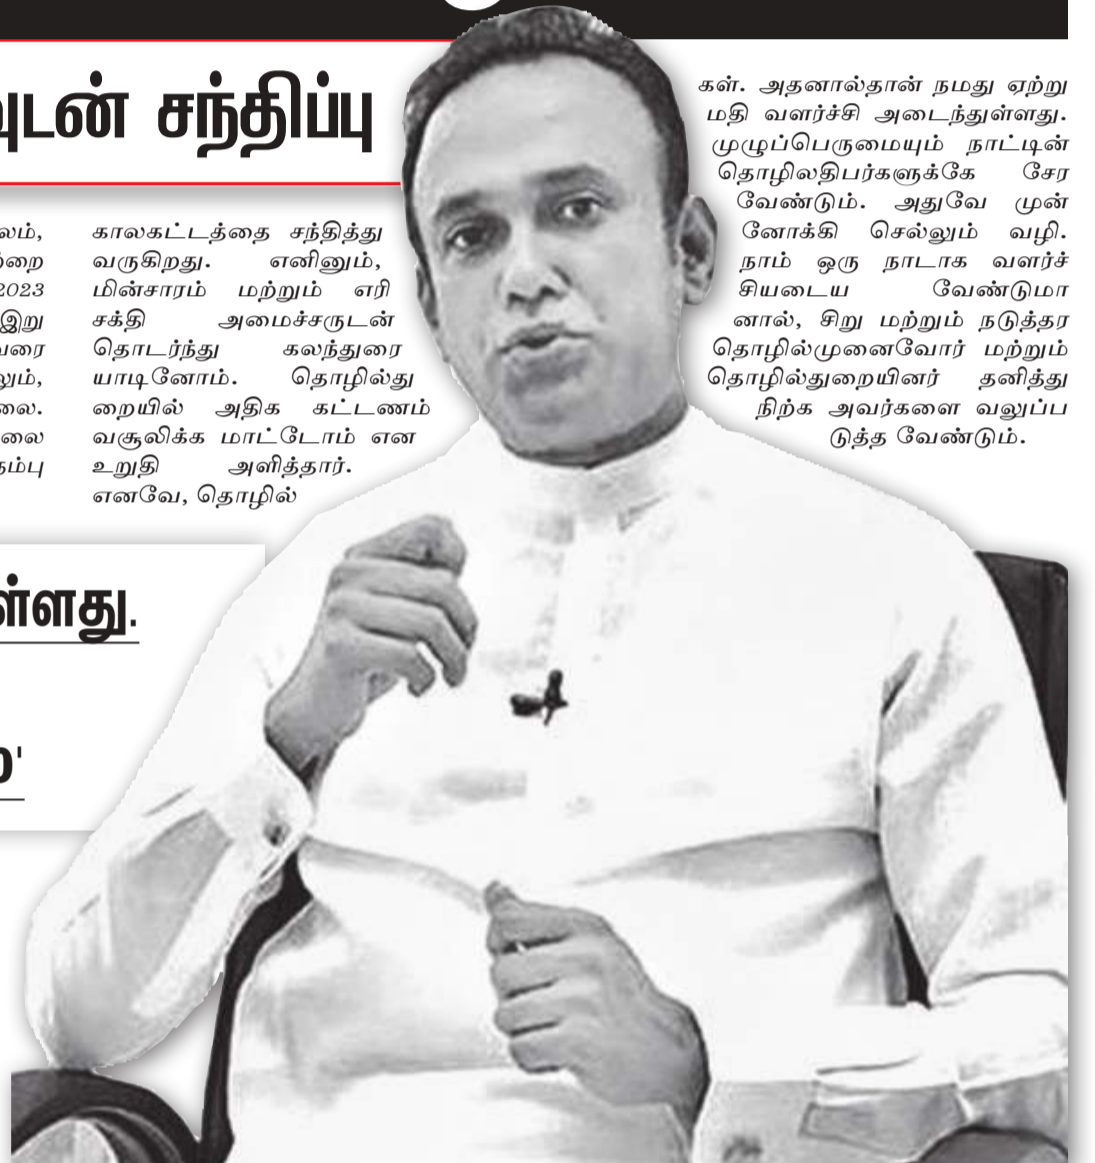 சந்திப்பு
2023
காலகட்டத்தை சந்தித்து
வருகிறது. எனினும்,
மின்சாரம் மற்றும் எரி
சக்தி அமைச்சருடன்
தொடர்ந்து கலந்துரை
யாடினோம். தொழில்து
றையில் அதிக கட்டணம்
வசூலிக்க மாட்டோம் என
உறுதி அளித்தார்.
எனவே, தொழில்
கள். அதனால்தான் நமது ஏற்று
மதி வளர்ச்சி அடைந்துள்ளது.
முழுப்பெருமையும் நாட்டின்
தொழிலதிபர்களுக்கே சேர
வேண்டும். அதுவே முன்
னோக்கி செல்லும் வழி.
நாம் ஒரு நாடாக வளர்ச்
சியடைய வேண்டுமா
னால், சிறு மற்றும் நடுத்தர
தொழில்முனைவோர் மற்றும்
தொழில்துறையினர் தனித்து
நிற்க அவர்களை வலுப்ப
டுத்த வேண்டும்.